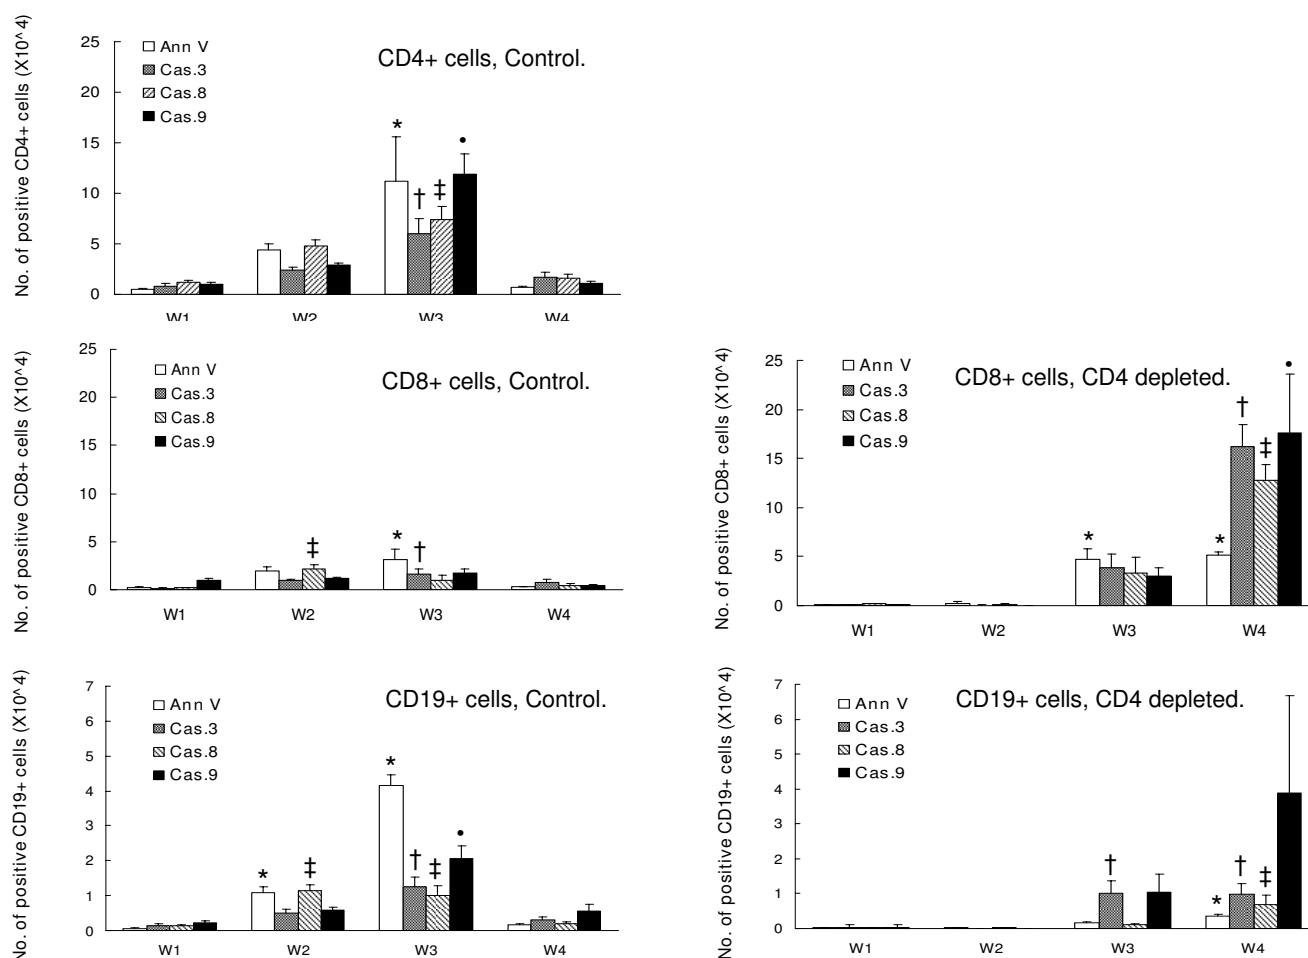 No. of positive CD4+ cells (X10^4)
25
20
15
10
5
0
Ann V
Cas.3
Cas.8
Cas.9
CD4+ cells, Control.
*
†
‡
•
W1
W2
W3
W4
No. of positive CD8+ cells (X10^4)
25
20
15
10
5
0
Ann V
Cas.3
Cas.8
Cas.9
CD8+ cells, Control.
‡
*
†
W1
W2
W3
W4
No. of positive CD8+ cells (X10^4)
25
20
15
10
5
0
Ann V
Cas.3
Cas.8
Cas.9
CD8+ cells, CD4 depleted.
*
*
†
‡
•
W1
W2
W3
W4
No. of positive CD19+ cells (X10^4)
7
6
5
4
3
2
1
0
Ann V
Cas.3
Cas.8
Cas.9
CD19+ cells, Control.
*
‡
*
†
‡
•
W1
W2
W3
W4
No. of positive CD19+ cells (X10^4)
7
6
5
4
3
2
1
0
Ann V
Cas.3
Cas.8
Cas.9
CD19+ cells, CD4 depleted.
†
*
†
‡
W1
W2
W3
W4